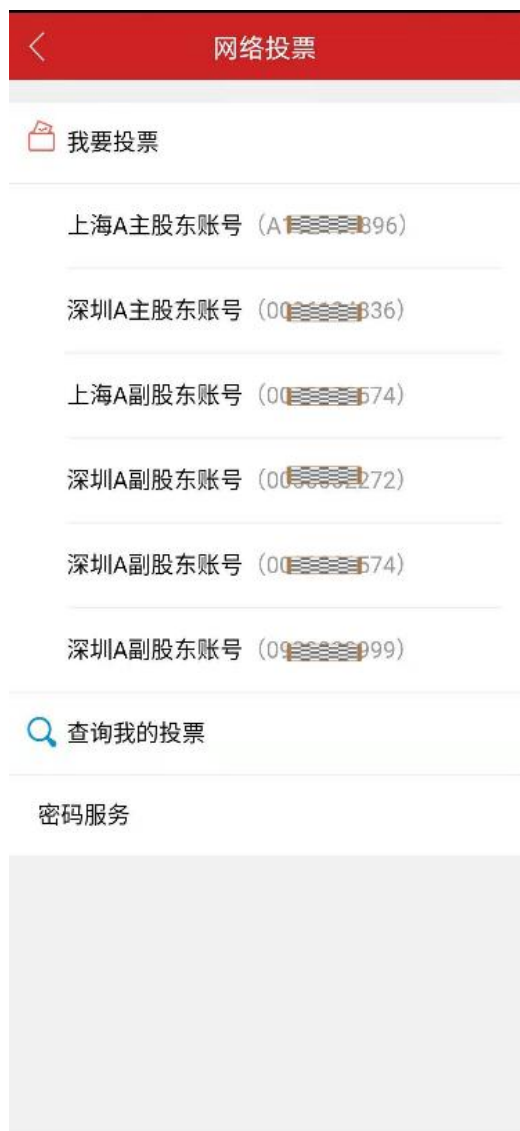 网络投票
我要投票
上海A主股东账号（A 896）
深圳A主股东账号（00 836）
上海A副股东账号（00 574）
深圳A副股东账号（00 272）
深圳A副股东账号（00 574）
深圳A副股东账号（09 999）
查询我的投票
密码服务